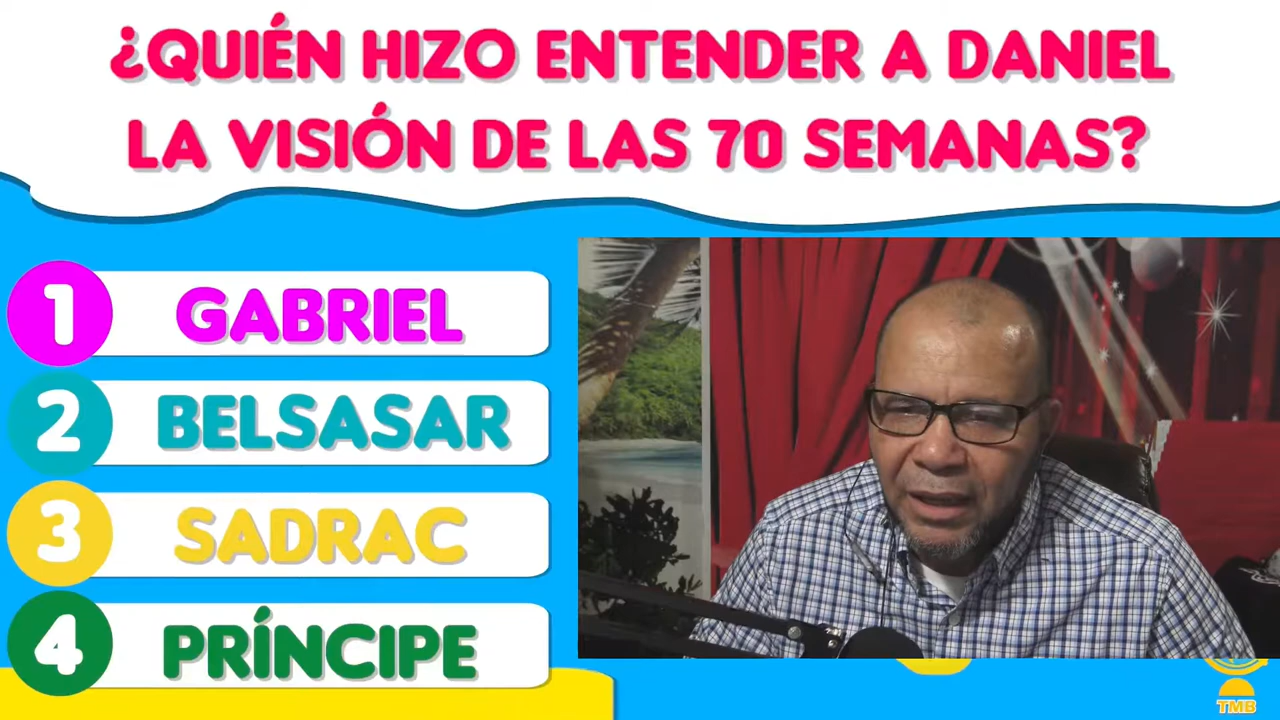 ¿QUIÉN HIZO ENTENDER A DANIEL
LA VISIÓN DE LAS 70 SEMANAS?
1 GABRIEL
2 BELSASAR
3 SADRAC
4 PRÍNCIPE
TMB